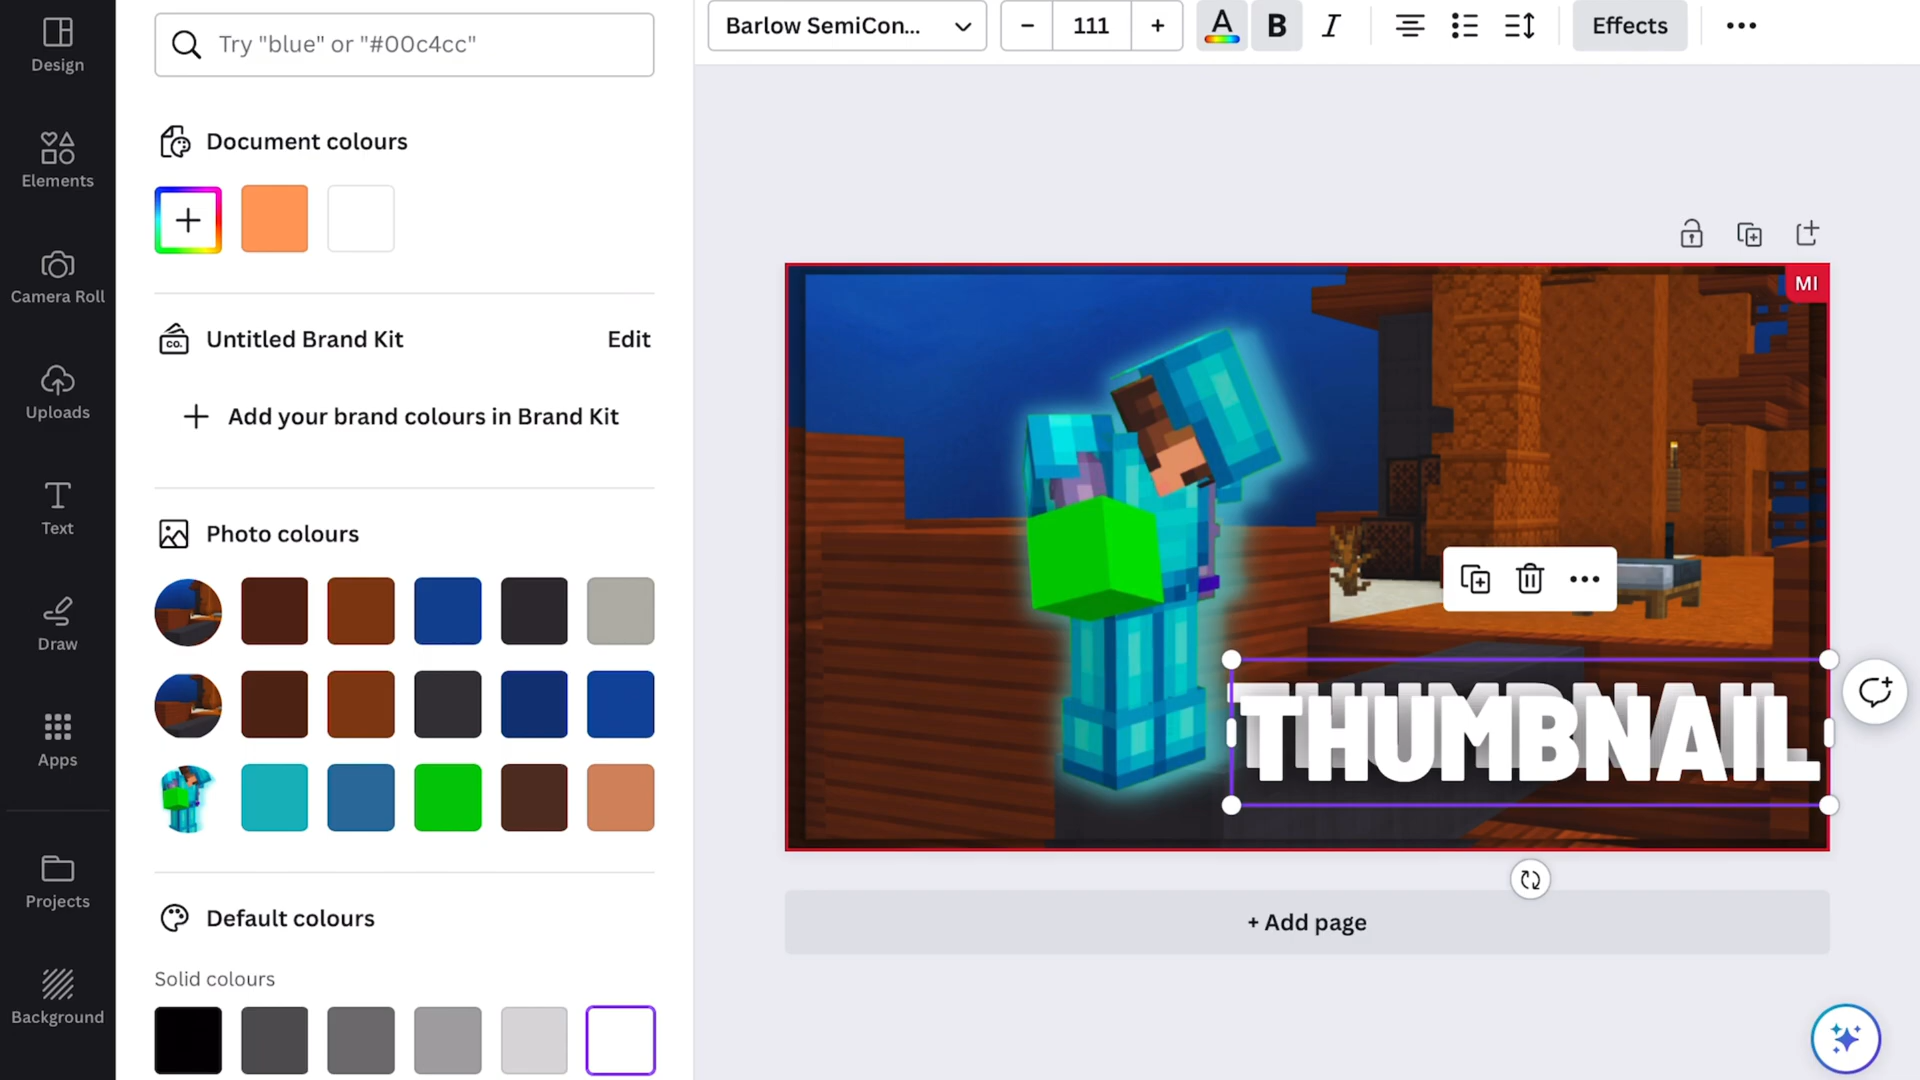 Design
Elements
Camera Roll
Uploads
Text
Draw
Apps
Projects
Background
Try "blue" or "#00c4cc"
Document colours
CO.
Untitled Brand Kit
Edit
+ Add your brand colours in Brand Kit
Photo colours
Default colours
Solid colours
Barlow SemiCon...
− 111 +
A B I
Effects
MI
THUMBNAIL
+ Add page